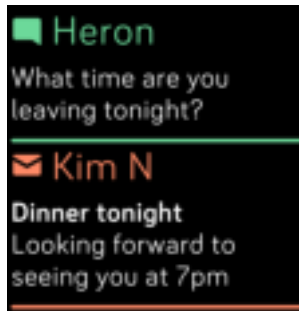 Heron
What time are you
leaving tonight?
Kim N
Dinner tonight
Looking forward to
seeing you at 7pm